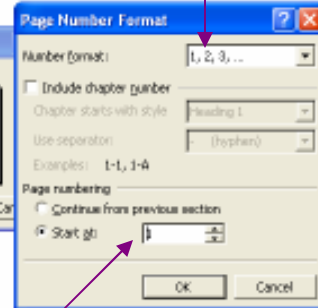 Page Number Format
Number format: 1, 2, 3, ...
Include chapter number
Chapter starts with style Heading 1
Use separator: - (hyphen)
Examples: 1-1, 1-A
Page numbering
Continue from previous section
Start at:
OK Cancel